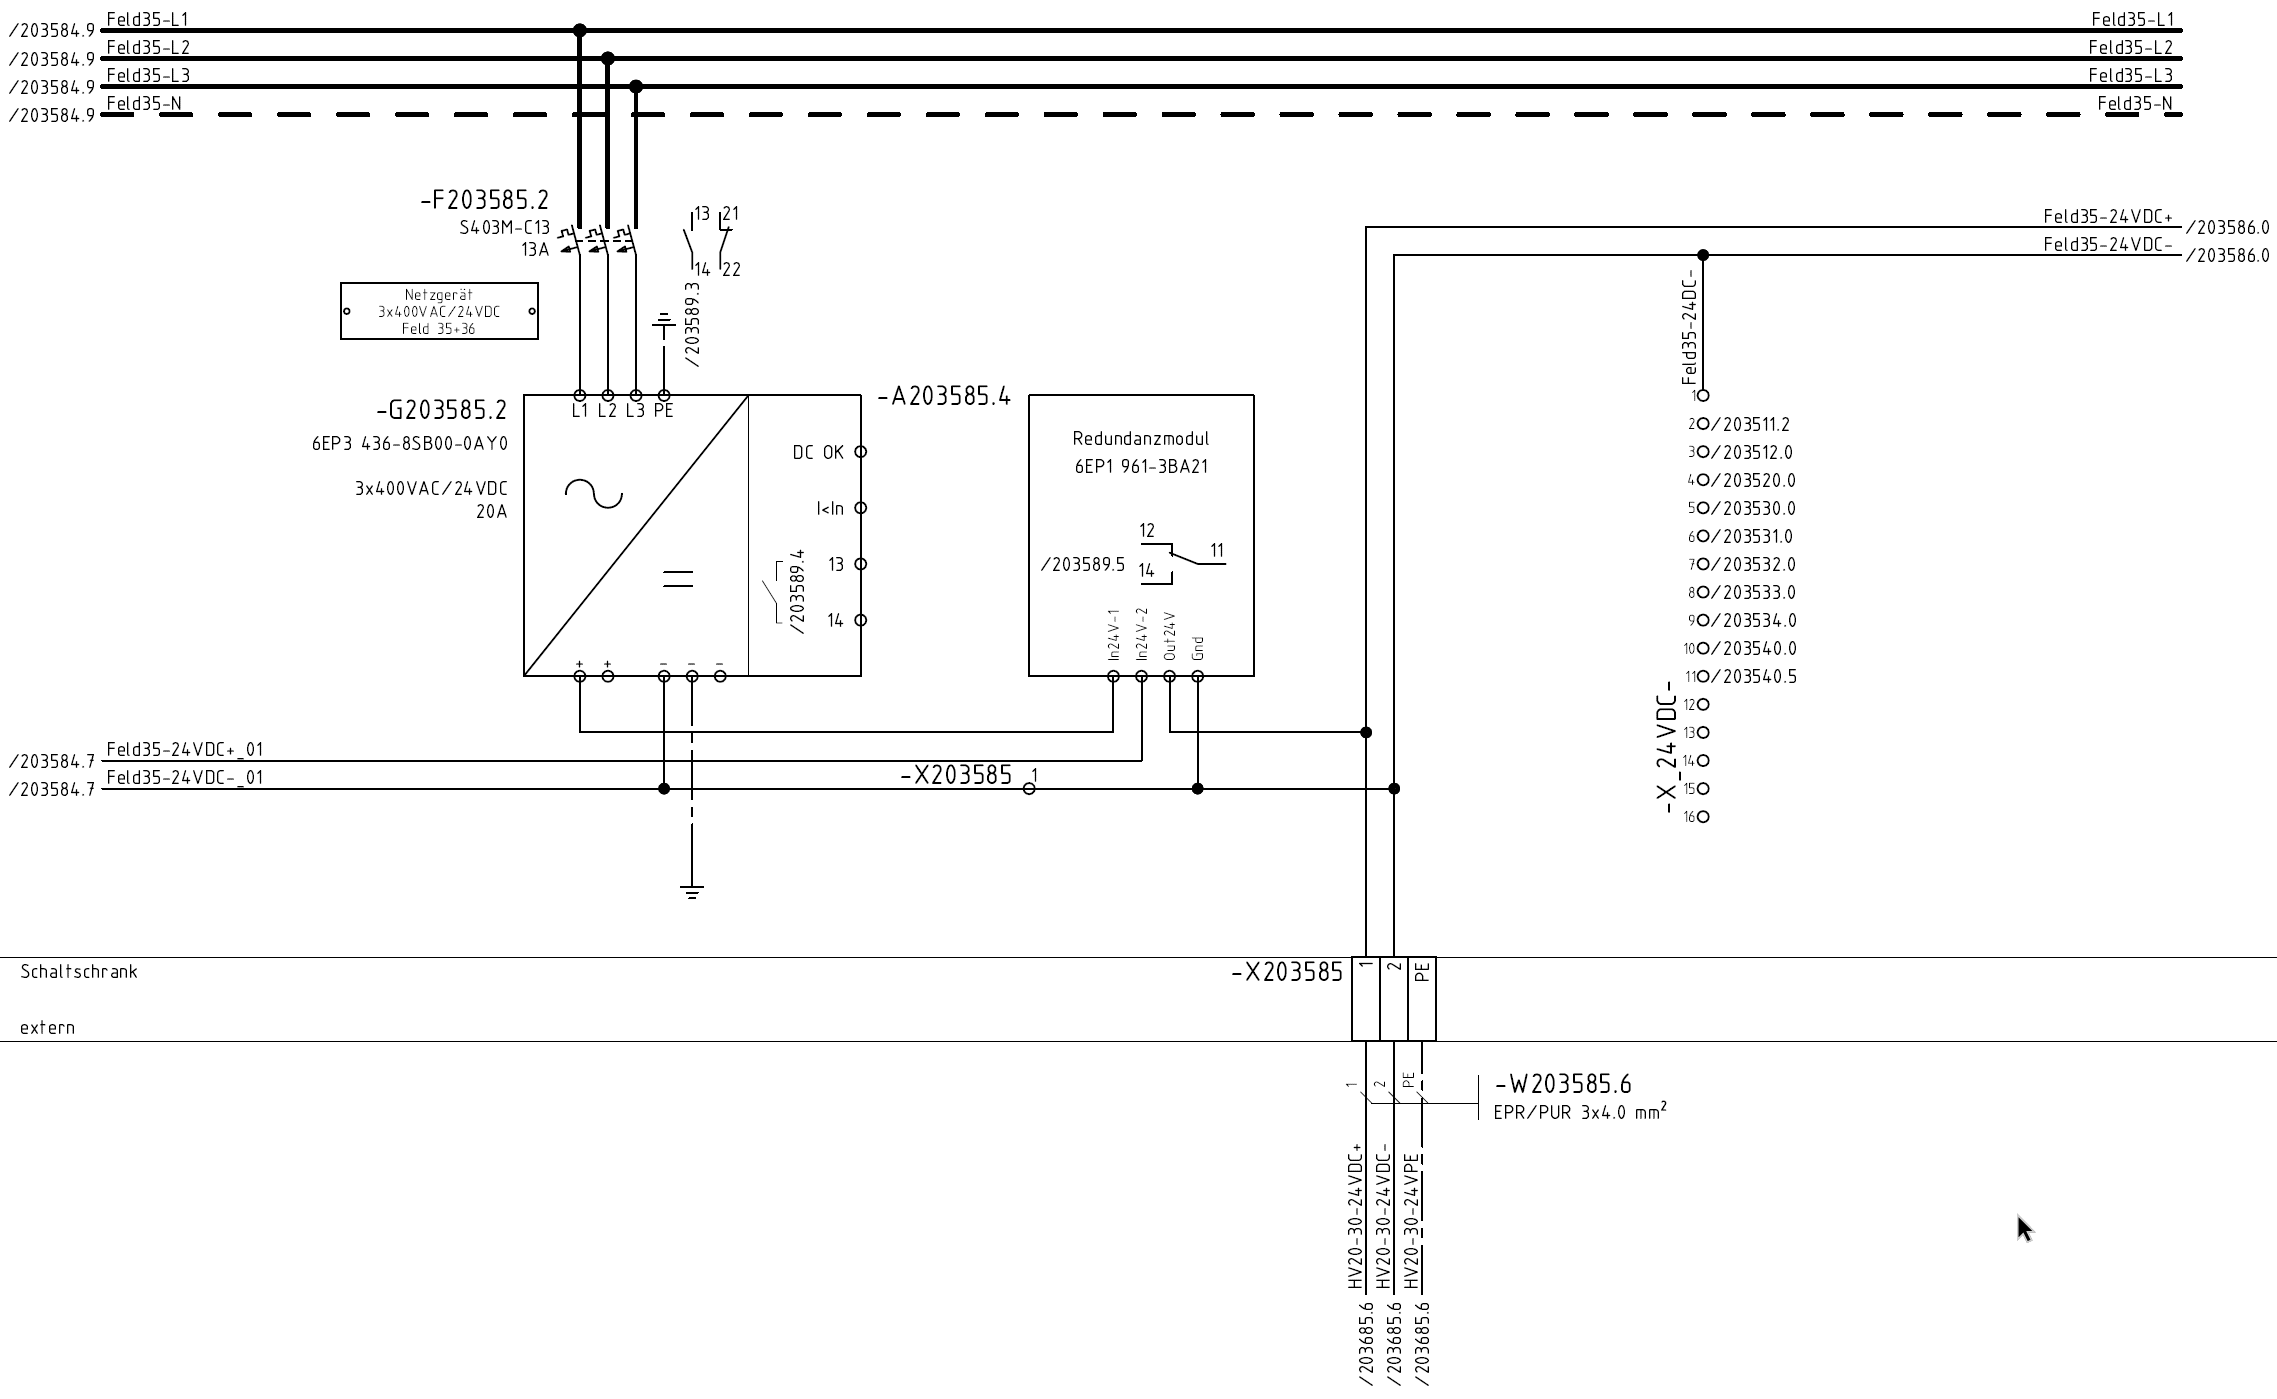 Feld35-L1
Feld35-L1
/203584.9
Feld35-L2
Feld35-L2
/203584.9
Feld35-L3
Feld35-L3
/203584.9
Feld35-N
Feld35-N
/203584.9
-F203585.2
S403M-C13
13A
13 21
14 22
/203589.3
Feld35-24VDC+
/203586.0
Feld35-24VDC-
/203586.0
Netzgerät
3x400VAC/24VDC
Feld 35+36
-G203585.2
6EP3 436-8SB00-0AY0
3x400VAC/24VDC
20A
L1 L2 L3 PE
DC OK
I<In
13
14
/203589.4
+ + - - -
-A203585.4
Redundanzmodul
6EP1 961-3BA21
12
11
14
/203589.5
In24V-1
In24V-2
Out24V
Gnd
Feld35-24DC-
1
2 /203511.2
3 /203512.0
4 /203520.0
5 /203530.0
6 /203531.0
7 /203532.0
8 /203533.0
9 /203534.0
10 /203540.0
11 /203540.5
12
13
14
15
16
-X_24VDC-
Feld35-24VDC+_01
/203584.7
Feld35-24VDC-_01
/203584.7
-X203585
1
Schaltschrank
extern
-X203585
1
2
PE
1
2
PE
-W203585.6
EPR/PUR 3x4.0 mm²
HV20-30-24VDC+
HV20-30-24VDC-
HV20-30-24VPE
/203685.6
/203685.6
/203685.6